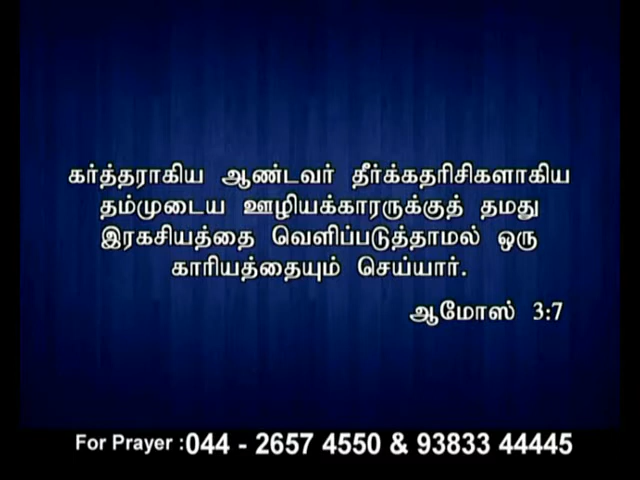 கர்த்தராகிய ஆண்டவர் தீர்க்கதரிசிகளாகிய
தம்முடைய ஊழியக்காரருக்குத் தமது
இரகசியத்தை வெளிப்படுத்தாமல் ஒரு
காரியத்தையும் செய்யார்.
ஆமோஸ் 3:7
For Prayer :044 - 2657 4550 & 93833 44445